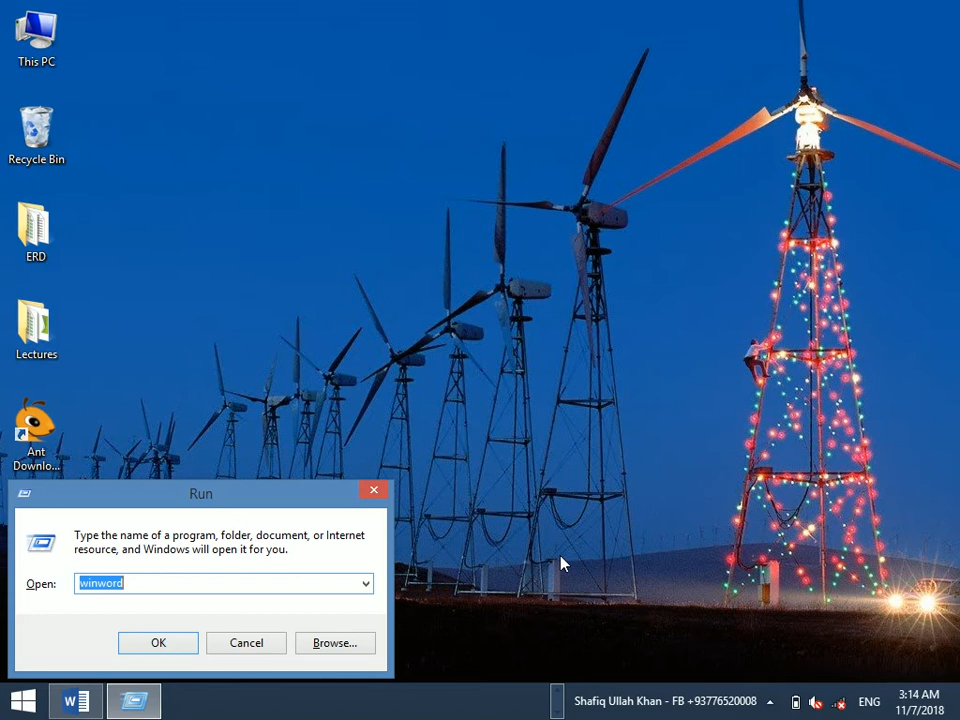 This PC
Recycle Bin
ERD
Lectures
Ant
Downlo...
Run
Type the name of a program, folder, document, or Internet
resource, and Windows will open it for you.
Open:
winword
OK
Cancel
Browse...
W
Shafiq Ullah Khan - FB +93776520008
ENG
3:14 AM
11/7/2018